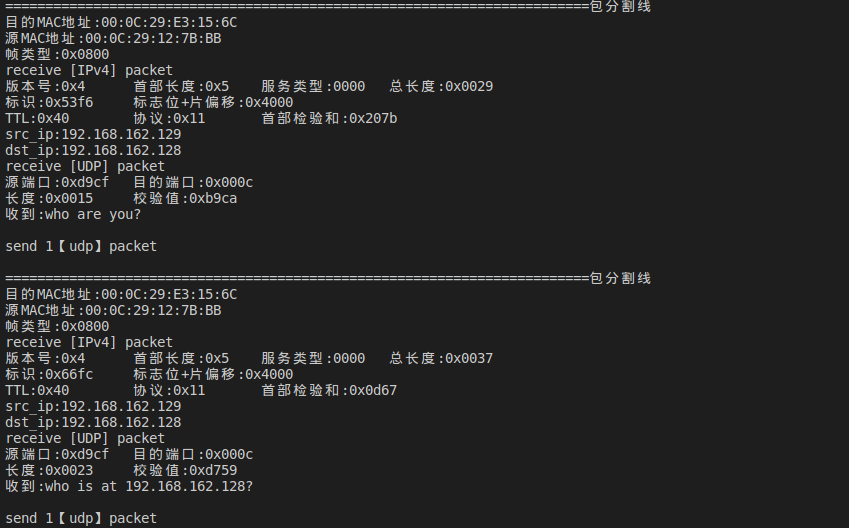 =========================================================================包分割线
目的MAC地址:00:0C:29:E3:15:6C
源MAC地址:00:0C:29:12:7B:BB
帧类型:0x0800
receive [IPv4] packet
版本号:0x4 首部长度:0x5 服务类型:0000 总长度:0x0029
标识:0x53f6 标志位+片偏移:0x4000
TTL:0x40 协议:0x11 首部检验和:0x207b
src_ip:192.168.162.129
dst_ip:192.168.162.128
receive [UDP] packet
源端口:0xd9cf 目的端口:0x000c
长度:0x0015 校验值:0xb9ca
收到:who are you?
send 1【udp】packet
=========================================================================包分割线
目的MAC地址:00:0C:29:E3:15:6C
源MAC地址:00:0C:29:12:7B:BB
帧类型:0x0800
receive [IPv4] packet
版本号:0x4 首部长度:0x5 服务类型:0000 总长度:0x0037
标识:0x66fc 标志位+片偏移:0x4000
TTL:0x40 协议:0x11 首部检验和:0x0d67
src_ip:192.168.162.129
dst_ip:192.168.162.128
receive [UDP] packet
源端口:0xd9cf 目的端口:0x000c
长度:0x0023 校验值:0xd759
收到:who is at 192.168.162.128?
send 1【udp】packet